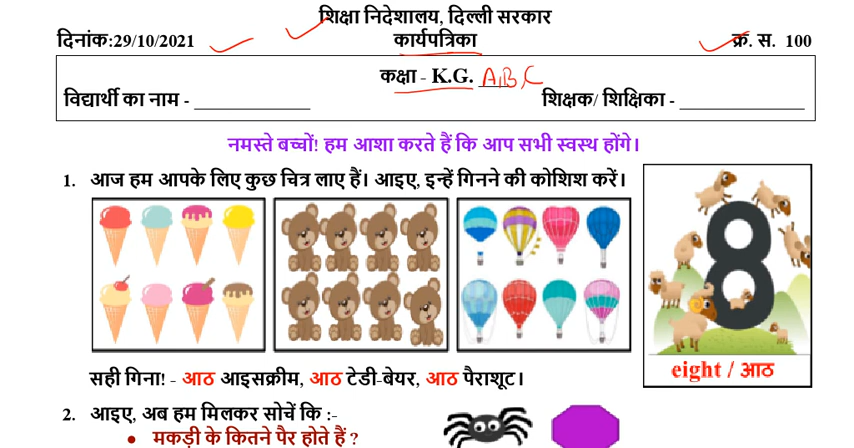 शिक्षा निदेशालय, दिल्ली सरकार
दिनांक:29/10/2021 कार्यपत्रिका क्र. स. 100
कक्षा - K.G. A,B,C
विद्यार्थी का नाम - ____________ शिक्षक/ शिक्षिका - _____________
नमस्ते बच्चों! हम आशा करते हैं कि आप सभी स्वस्थ होंगे।
1. आज हम आपके लिए कुछ चित्र लाए हैं। आइए, इन्हें गिनने की कोशिश करें।
8
eight / आठ
सही गिना! - आठ आइसक्रीम, आठ टेडी-बेयर, आठ पैराशूट।
2. आइए, अब हम मिलकर सोचें कि :-
• मकड़ी के कितने पैर होते हैं ?